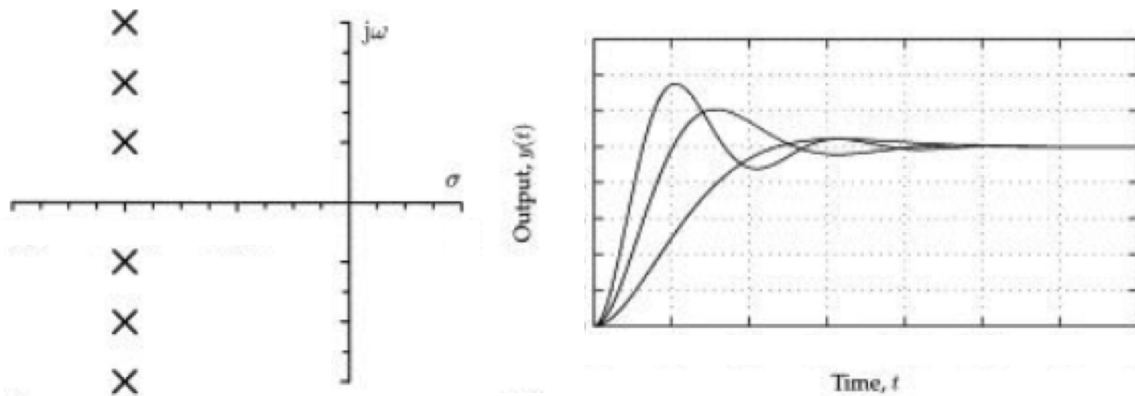 jω
σ
Output, y(t)
Time, t